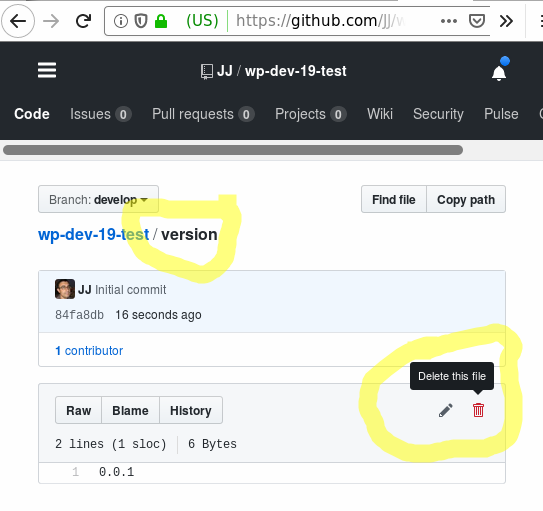 (US) https://github.com/JJ/w
JJ / wp-dev-19-test
Code Issues 0 Pull requests 0 Projects 0 Wiki Security Pulse
Branch: develop Find file Copy path
wp-dev-19-test / version
JJ Initial commit
84fa8db 16 seconds ago
1 contributor
Delete this file
Raw Blame History
2 lines (1 sloc) 6 Bytes
1 0.0.1